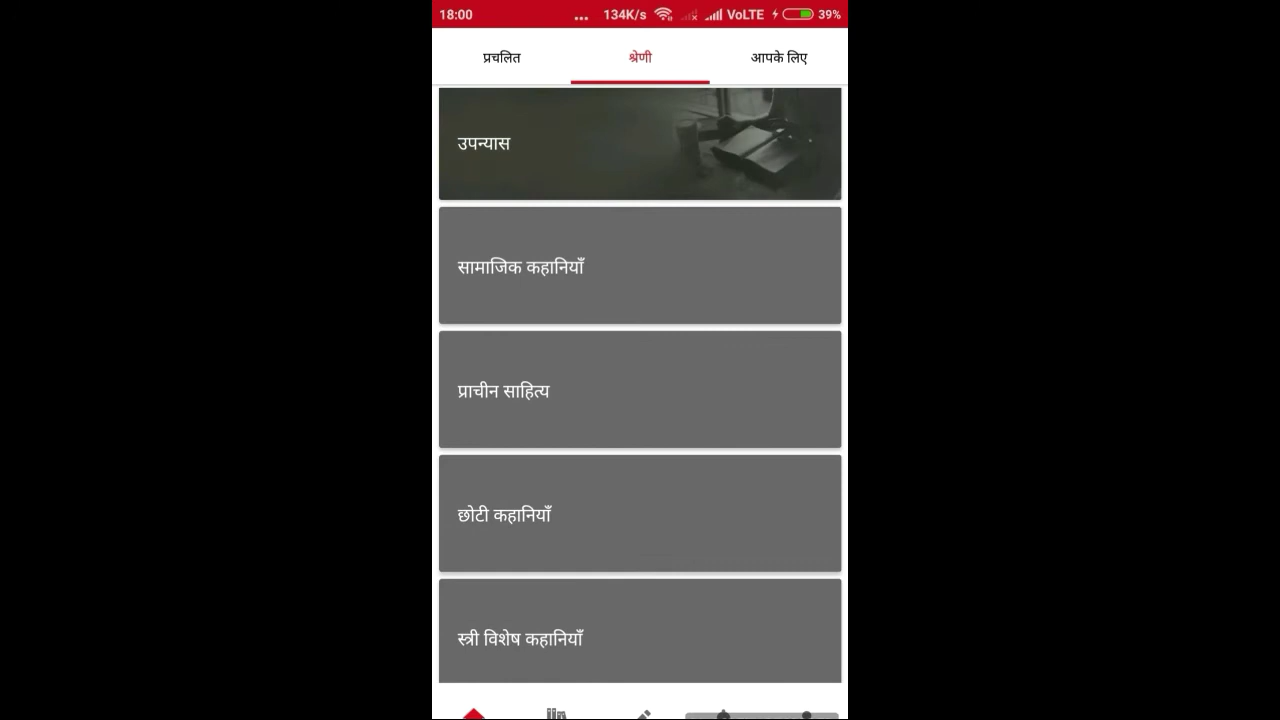 18:00 ... 134K/s VoLTE 39%
प्रचलित श्रेणी आपके लिए
उपन्यास
सामाजिक कहानियाँ
प्राचीन साहित्य
छोटी कहानियाँ
स्त्री विशेष कहानियाँ